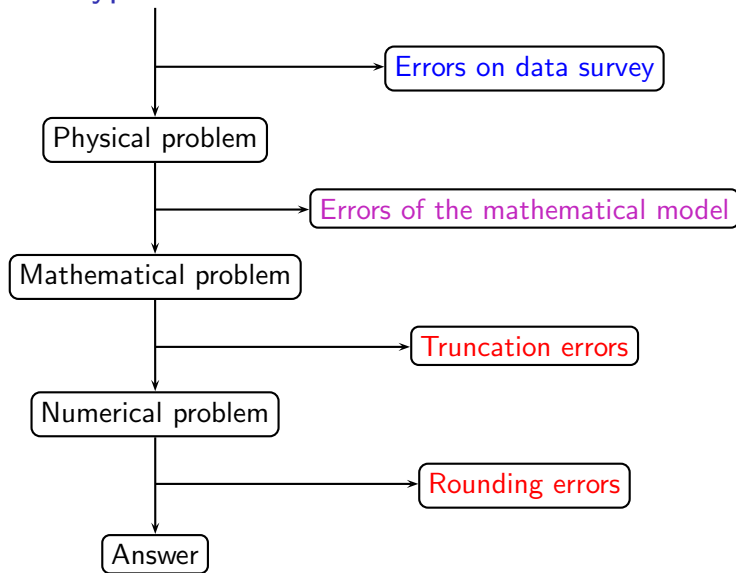 Errors on data survey
Physical problem
Errors of the mathematical model
Mathematical problem
Truncation errors
Numerical problem
Rounding errors
Answer